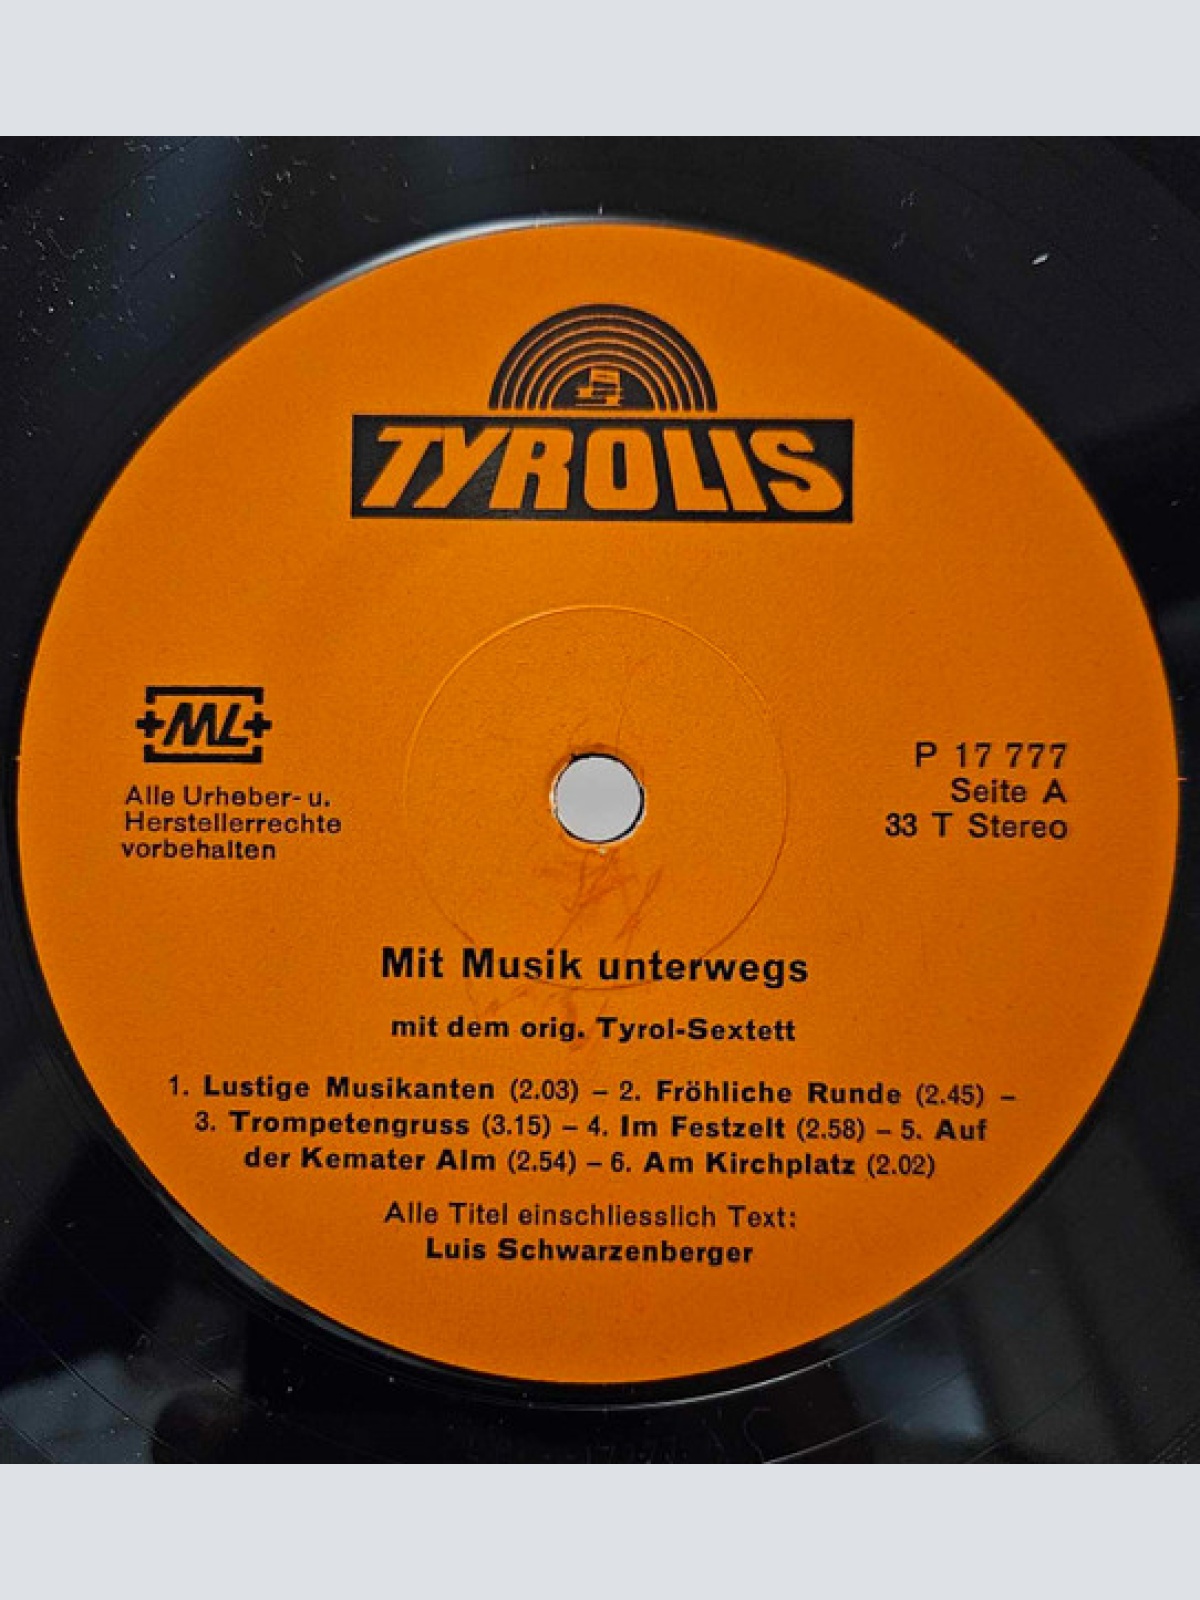 TYROLIS
+ML+
Alle Urheber- u.
Herstellerrechte
vorbehalten
P 17 777
Seite A
33 T Stereo
Mit Musik unterwegs
mit dem orig. Tyrol-Sextett
1. Lustige Musikanten (2.03) – 2. Fröhliche Runde (2.45) –
3. Trompetengruss (3.15) – 4. Im Festzelt (2.58) – 5. Auf
der Kemater Alm (2.54) – 6. Am Kirchplatz (2.02)
Alle Titel einschliesslich Text:
Luis Schwarzenberger